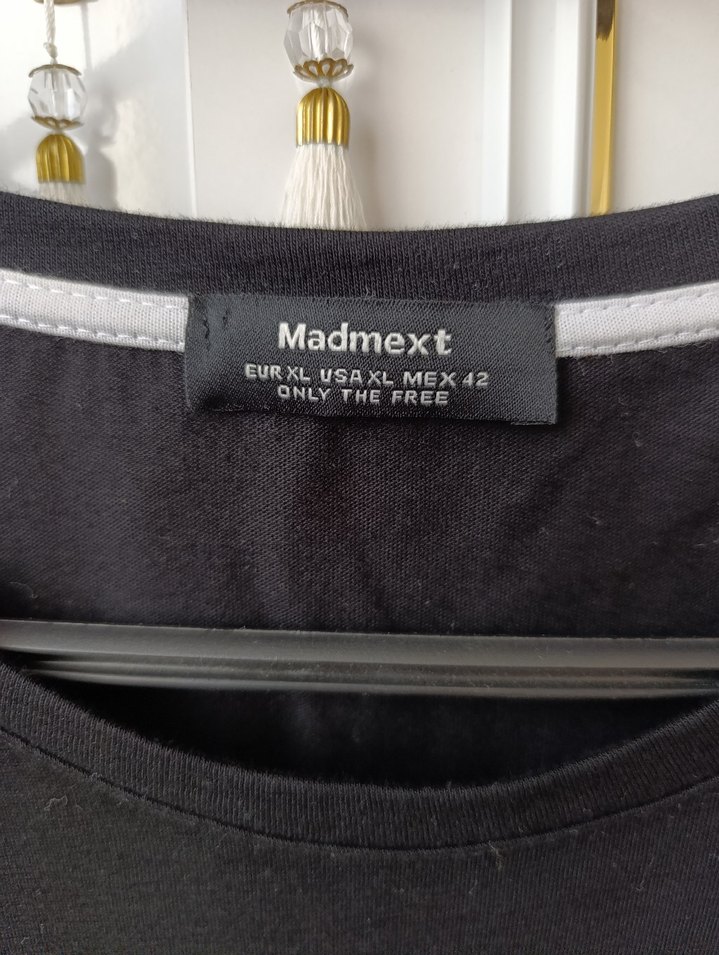 Madmext
EUR XL USA XL MEX 42
ONLY THE FREE